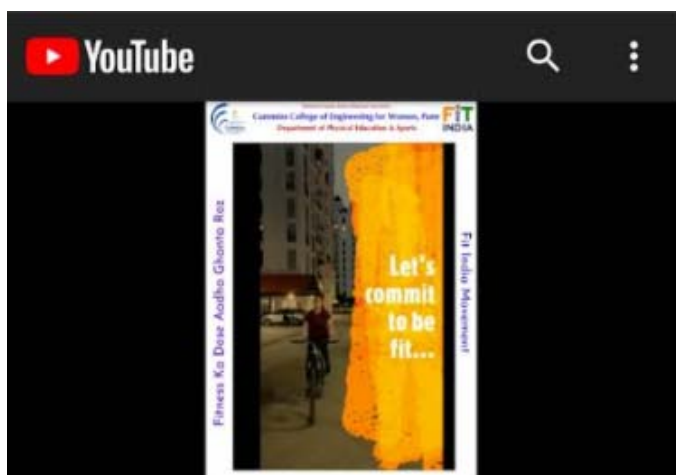 YouTube
Cummins College of Engineering for Women, Pune
Department of Physical Education & Sports
FIT
INDIA
Fitness Ka Dose Aadha Ghanta Roz
Let's
commit
to be
fit...
Fit India Movement